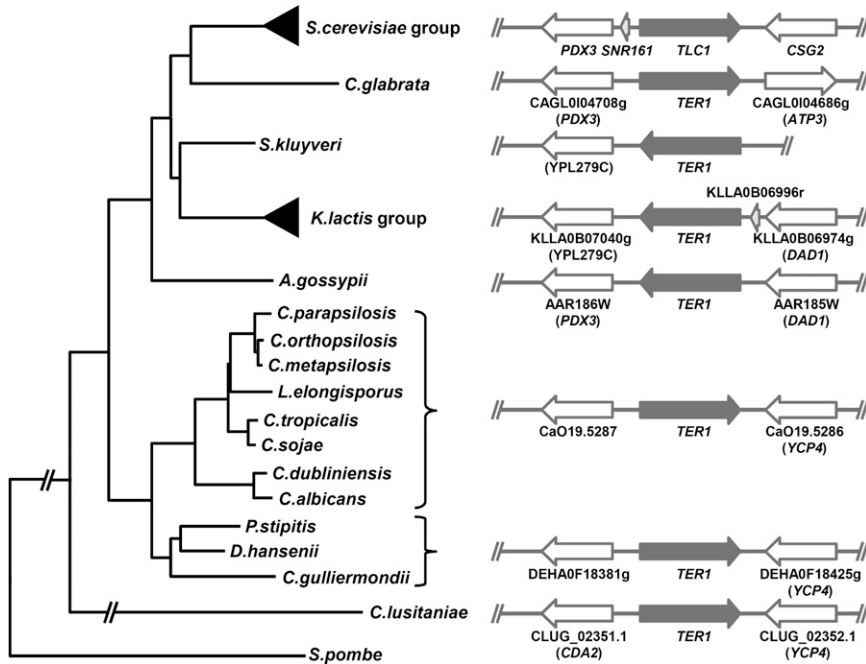 S.cerevisiae group
PDX3 SNR161 TLC1 CSG2
C.glabrata
CAGL0I04708g TER1 CAGL0I04686g
(PDX3) (ATP3)
S.kluyveri
(YPL279C) TER1
KLLA0B06996r
K.lactis group
KLLA0B07040g TER1 KLLA0B06974g
(YPL279C) (DAD1)
A.gossypii
AAR186W TER1 AAR185W
(PDX3) (DAD1)
C.parapsilosis
C.orthopsilosis
C.metapsilosis
L.elongisporus
C.tropicalis
C.sojae
CaO19.5287 TER1 CaO19.5286
(YCP4)
C.dubliniensis
C.albicans
P.stipitis
D.hansenii
C.gulliermondii
DEHA0F18381g TER1 DEHA0F18425g
(YCP4)
C.lusitaniae
CLUG_02351.1 TER1 CLUG_02352.1
(CDA2) (YCP4)
S.pombe